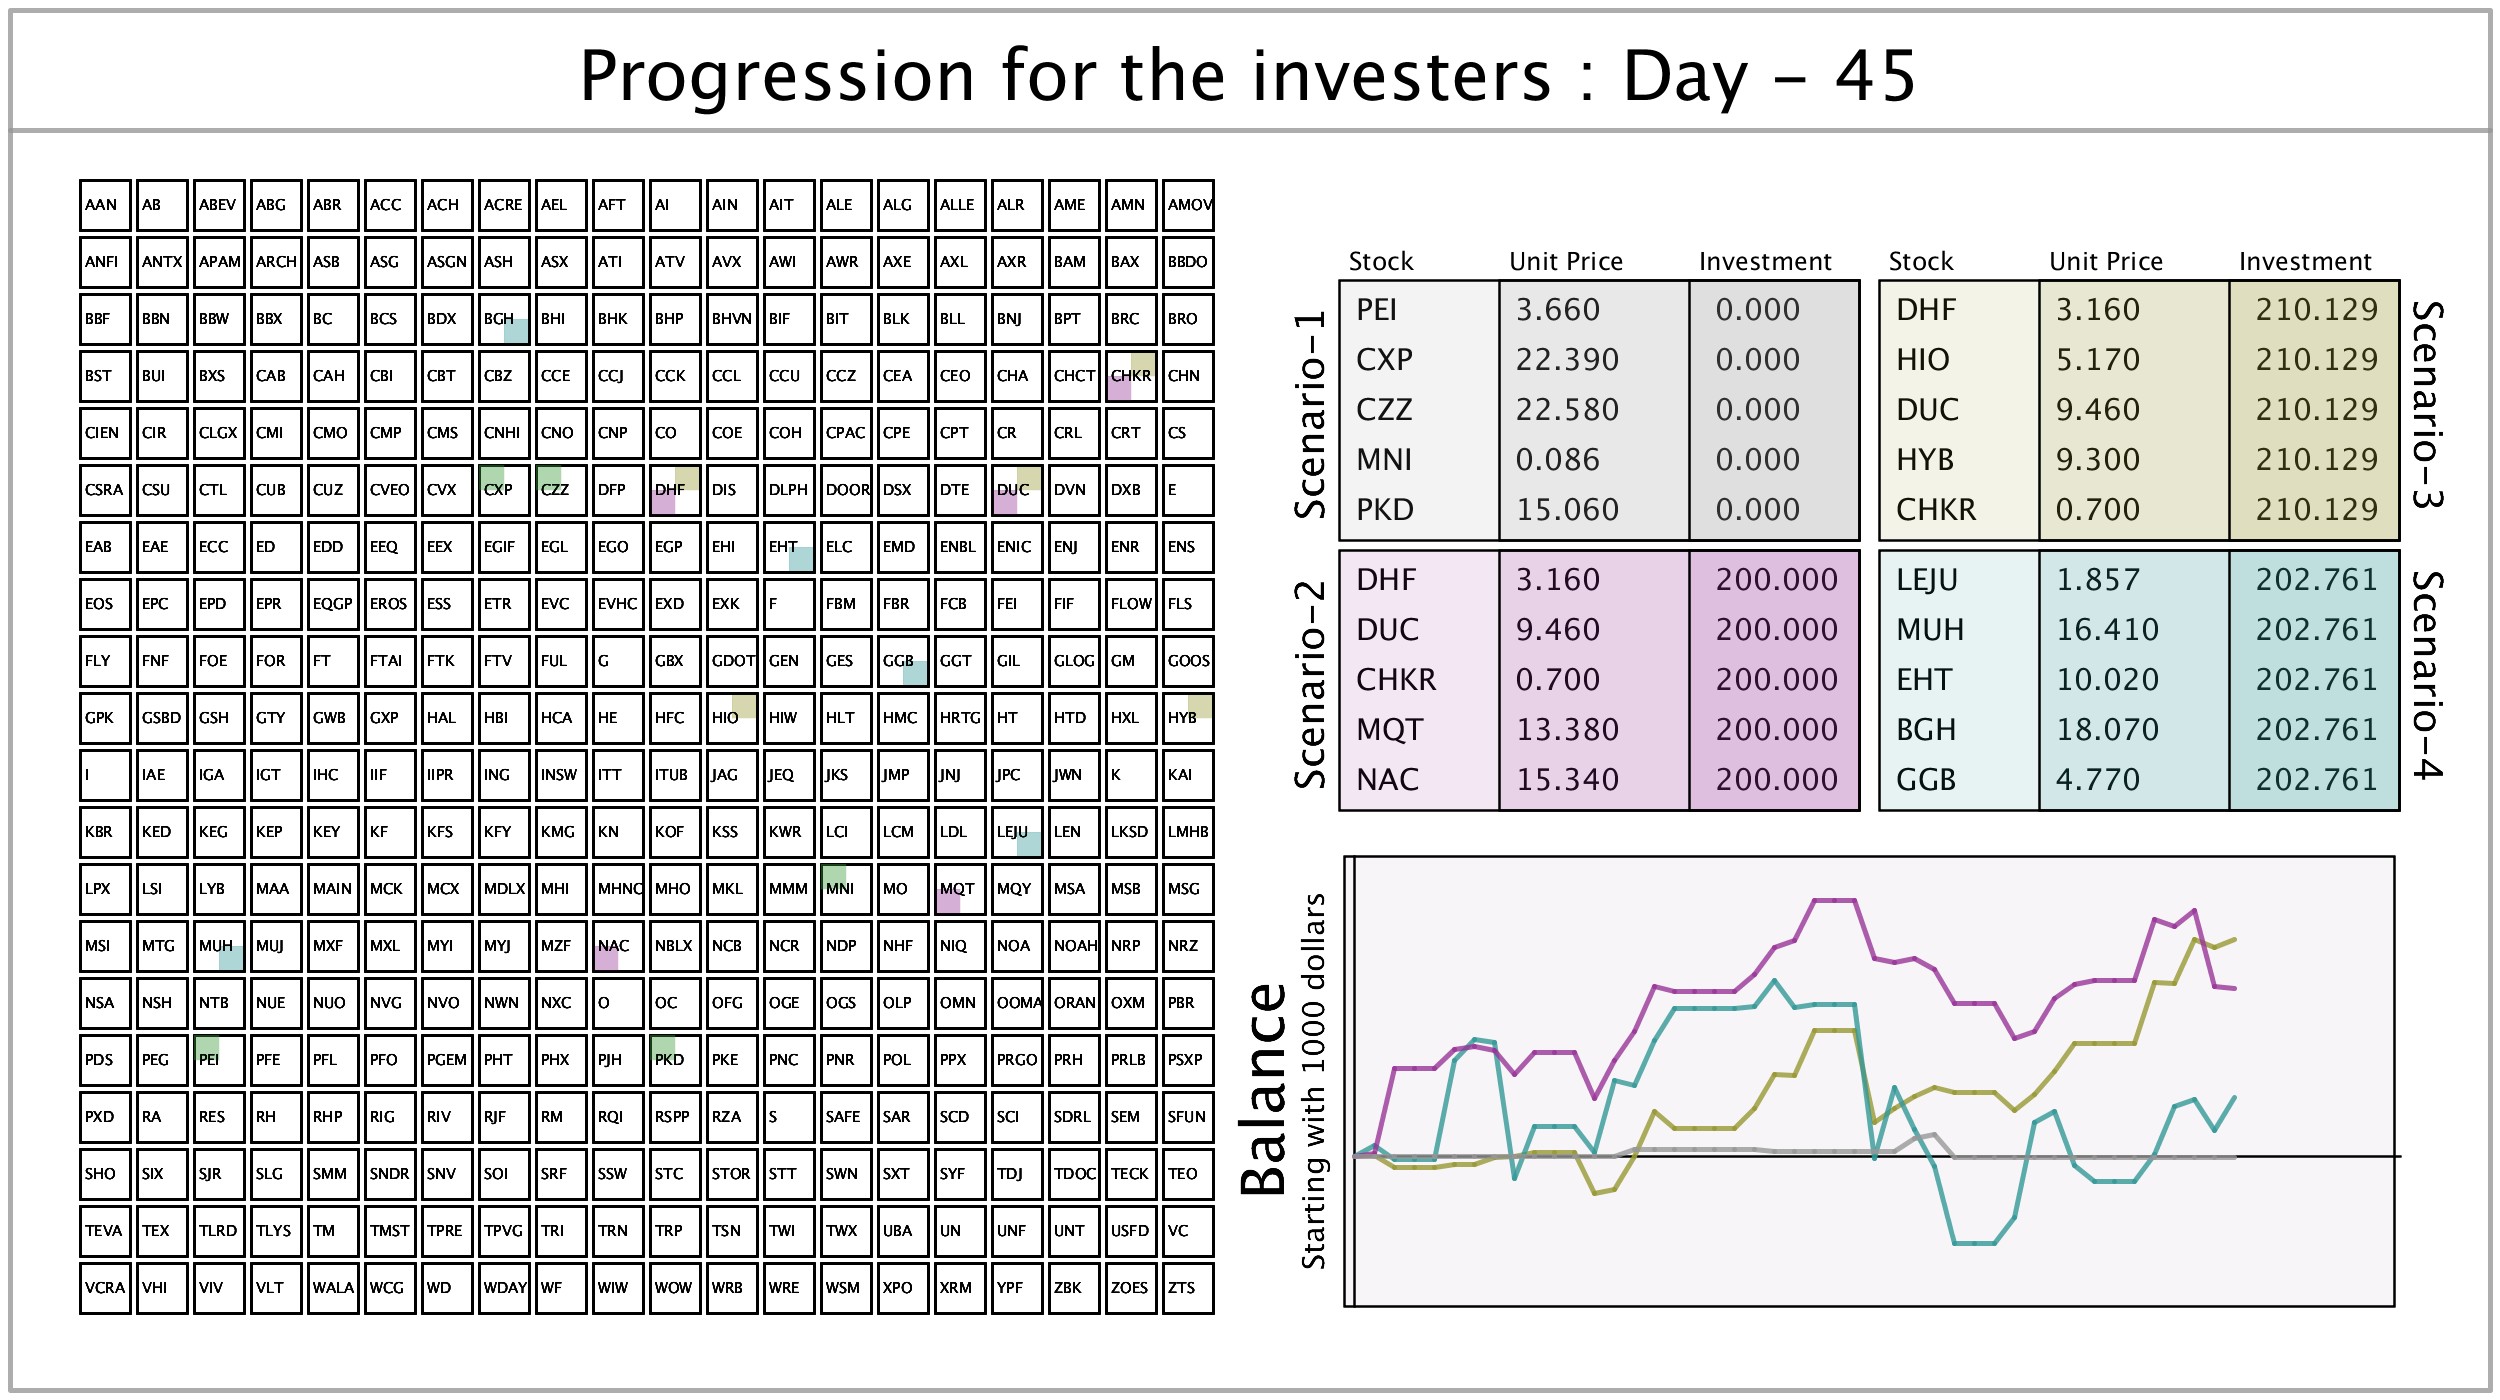 Progression for the investers : Day - 45
AAN AB ABEV ABG ABR ACC ACH ACRE AEL AFT AI AIN AIT ALE ALG ALLE ALR AME AMN AMOV
ANFI ANTX APAM ARCH ASB ASG ASGN ASH ASX ATI ATV AVX AWI AWR AXE AXL AXR BAM BAX BBDO
BBF BBN BBW BBX BC BCS BDX BGH BHI BHK BHP BHVN BIF BIT BLK BLL BNJ BPT BRC BRO
BST BUI BXS CAB CAH CBI CBT CBZ CCE CCJ CCK CCL CCU CCZ CEA CEO CHA CHCT CHKR CHN
CIEN CIR CLGX CMI CMO CMP CMS CNHI CNO CNP CO COE COH CPAC CPE CPT CR CRL CRT CS
CSRA CSU CTL CUB CUZ CVEO CVX CXP CZZ DFP DHF DIS DLPH DOOR DSX DTE DUC DVN DXB E
EAB EAE ECC ED EDD EEQ EEX EGIF EGL EGO EGP EHI EHT ELC EMD ENBL ENIC ENJ ENR ENS
EOS EPC EPD EPR EQGP EROS ESS ETR EVC EVHC EXD EXK F FBM FBR FCB FEI FIF FLOW FLS
FLY FNF FOE FOR FT FTAI FTK FTV FUL G GBX GDOT GEN GES GGB GGT GIL GLOG GM GOOS
GPK GSBD GSH GTY GWB GXP HAL HBI HCA HE HFC HIO HIW HLT HMC HRTG HT HTD HXL HYB
I IAE IGA IGT IHC IIF IIPR ING INSW ITT ITUB JAG JEQ JKS JMP JNJ JPC JWN K KAI
KBR KED KEG KEP KEY KF KFS KFY KMG KN KOF KSS KWR LCI LCM LDL LEJU LEN LKSD LMHB
LPX LSI LYB MAA MAIN MCK MCX MDLX MHI MHNC MHO MKL MMM MNI MO MQT MQY MSA MSB MSG
MSI MTG MUH MUJ MXF MXL MYI MYJ MZF NAC NBLX NCB NCR NDP NHF NIQ NOA NOAH NRP NRZ
NSA NSH NTB NUE NUO NVG NVO NWN NXC O OC OFG OGE OGS OLP OMN OOMA ORAN OXM PBR
PDS PEG PEI PFE PFL PFO PGEM PHT PHX PJH PKD PKE PNC PNR POL PPX PRGO PRH PRLB PSXP
PXD RA RES RH RHP RIG RIV RJF RM RQI RSPP RZA S SAFE SAR SCD SCI SDRL SEM SFUN
SHO SIX SJR SLG SMM SNDR SNV SOI SRF SSW STC STOR STT SWN SXT SYF TDJ TDOC TECK TEO
TEVA TEX TLRD TLYS TM TMST TPRE TPVG TRI TRN TRP TSN TWI TWX UBA UN UNF UNT USFD VC
VCRA VHI VIV VLT WALA WCG WD WDAY WF WIW WOW WRB WRE WSM XPO XRM YPF ZBK ZOES ZTS
Stock Unit Price Investment
Scenario-1
PEI 3.660 0.000
CXP 22.390 0.000
CZZ 22.580 0.000
MNI 0.086 0.000
PKD 15.060 0.000
Scenario-2
DHF 3.160 200.000
DUC 9.460 200.000
CHKR 0.700 200.000
MQT 13.380 200.000
NAC 15.340 200.000
Stock Unit Price Investment
Scenario-3
DHF 3.160 210.129
HIO 5.170 210.129
DUC 9.460 210.129
HYB 9.300 210.129
CHKR 0.700 210.129
Scenario-4
LEJU 1.857 202.761
MUH 16.410 202.761
EHT 10.020 202.761
BGH 18.070 202.761
GGB 4.770 202.761
Balance
Starting with 1000 dollars